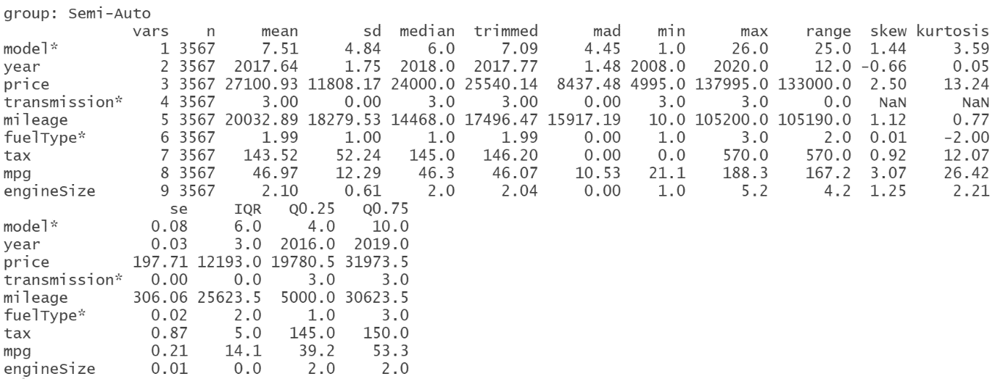 group: Semi-Auto
              vars    n     mean       sd  median  trimmed      mad    min      max    range  skew kurtosis
model*           1 3567     7.51     4.84     6.0     7.09     4.45    1.0     26.0     25.0  1.44     3.59
year             2 3567  2017.64     1.75  2018.0  2017.77     1.48 2008.0   2020.0     12.0 -0.66     0.05
price            3 3567 27100.93 11808.17 24000.0 25540.14  8437.48 4995.0 137995.0 133000.0  2.50    13.24
transmission*    4 3567     3.00     0.00     3.0     3.00     0.00    3.0      3.0      0.0   NaN      NaN
mileage          5 3567 20032.89 18279.53 14468.0 17496.47 15917.19   10.0 105200.0 105190.0  1.12     0.77
fuelType*        6 3567     1.99     1.00     1.0     1.99     0.00    1.0      3.0      2.0  0.01    -2.00
tax              7 3567   143.52    52.24   145.0   146.20     0.00    0.0    570.0    570.0  0.92    12.07
mpg              8 3567    46.97    12.29    46.3    46.07    10.53   21.1    188.3    167.2  3.07    26.42
engineSize       9 3567     2.10     0.61     2.0     2.04     0.00    1.0      5.2      4.2  1.25     2.21
                  se     IQR   Q0.25   Q0.75
model*          0.08     6.0     4.0    10.0
year            0.03     3.0  2016.0  2019.0
price         197.71 12193.0 19780.5 31973.5
transmission*   0.00     0.0     3.0     3.0
mileage       306.06 25623.5  5000.0 30623.5
fuelType*       0.02     2.0     1.0     3.0
tax             0.87     5.0   145.0   150.0
mpg             0.21    14.1    39.2    53.3
engineSize      0.01     0.0     2.0     2.0